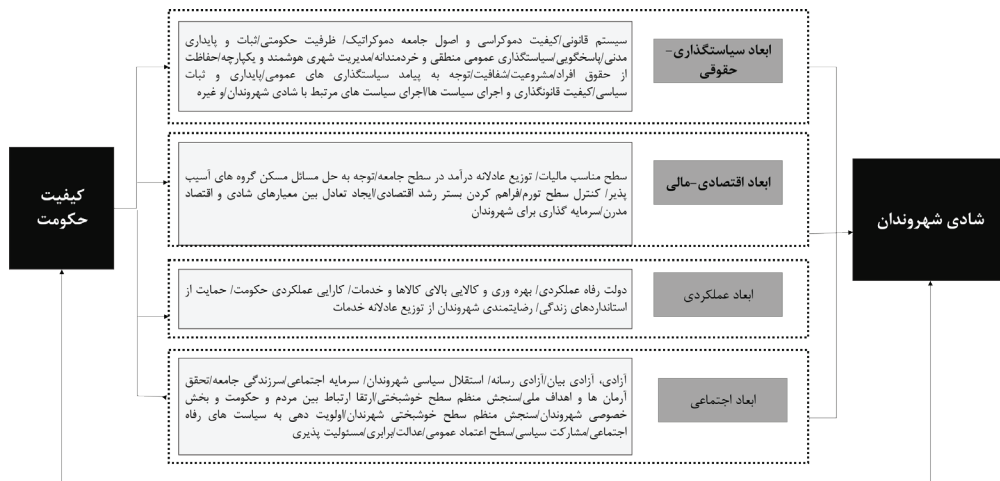 ابعاد سیاستگذاری-
حقوقی
سیستم قانونی/کیفیت دموکراسی و اصول جامعه دموکراتیک/ ظرفیت حکومتی/ثبات و پایداری
مدنی/پاسخگویی/سیاستگذاری عمومی منطقی و خردمندانه/مدیریت شهری هوشمند و یکپارچه/حفاظت
از حقوق افراد/مشروعیت/شفافیت/توجه به پیامد سیاستگذاری های عمومی/پایداری و ثبات
سیاسی/کیفیت قانونگذاری و اجرای سیاست ها/اجرای سیاست های مرتبط با شادی شهروندان/و غیره
شادی شهروندان
کیفیت
حکومت
ابعاد اقتصادی-مالی
سطح مناسب مالیات/ توزیع عادلانه درآمد در سطح جامعه/توجه به حل مسائل مسکن گروه های آسیب
پذیر/ کنترل سطح تورم/فراهم کردن بستر رشد اقتصادی/ایجاد تعادل بین معیارهای شادی و اقتصاد
مدرن/سرمایه گذاری برای شهروندان
ابعاد عملکردی
دولت رفاه عملکردی/ بهره وری و کالایی بالای کالاها و خدمات/ کارایی عملکردی حکومت/ حمایت از
استانداردهای زندگی/ رضایتمندی شهروندان از توزیع عادلانه خدمات
ابعاد اجتماعی
آزادی، آزادی بیان/آزادی رسانه/ استقلال سیاسی شهروندان/ سرمایه اجتماعی/سرزندگی جامعه/تحقق
آرمان ها و اهداف ملی/سنجش منظم سطح خوشبختی/ارتقا ارتباط بین مردم و حکومت و بخش
خصوصی شهروندان/سنجش منظم سطح خوشبختی شهرندان/اولویت دهی به سیاست های رفاه
اجتماعی/مشارکت سیاسی/سطح اعتماد عمومی/عدالت/برابری/مسئولیت پذیری